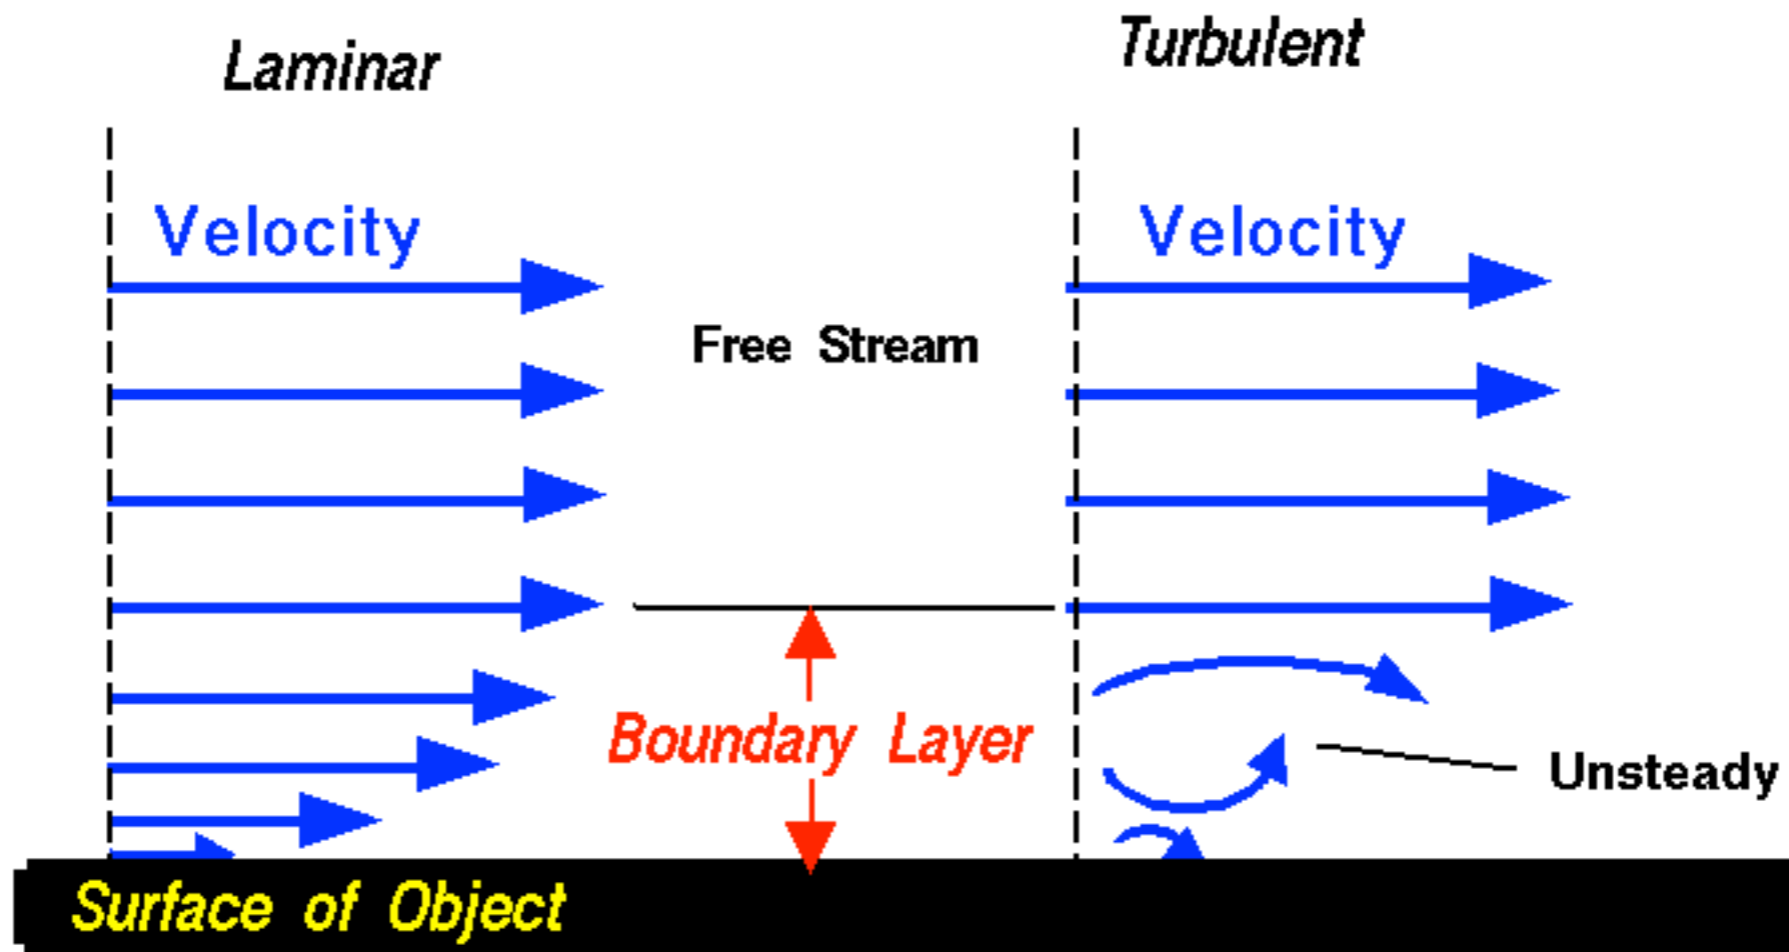 Laminar
Turbulent
Velocity
Velocity
Free Stream
Boundary Layer
Unsteady
Surface of Object